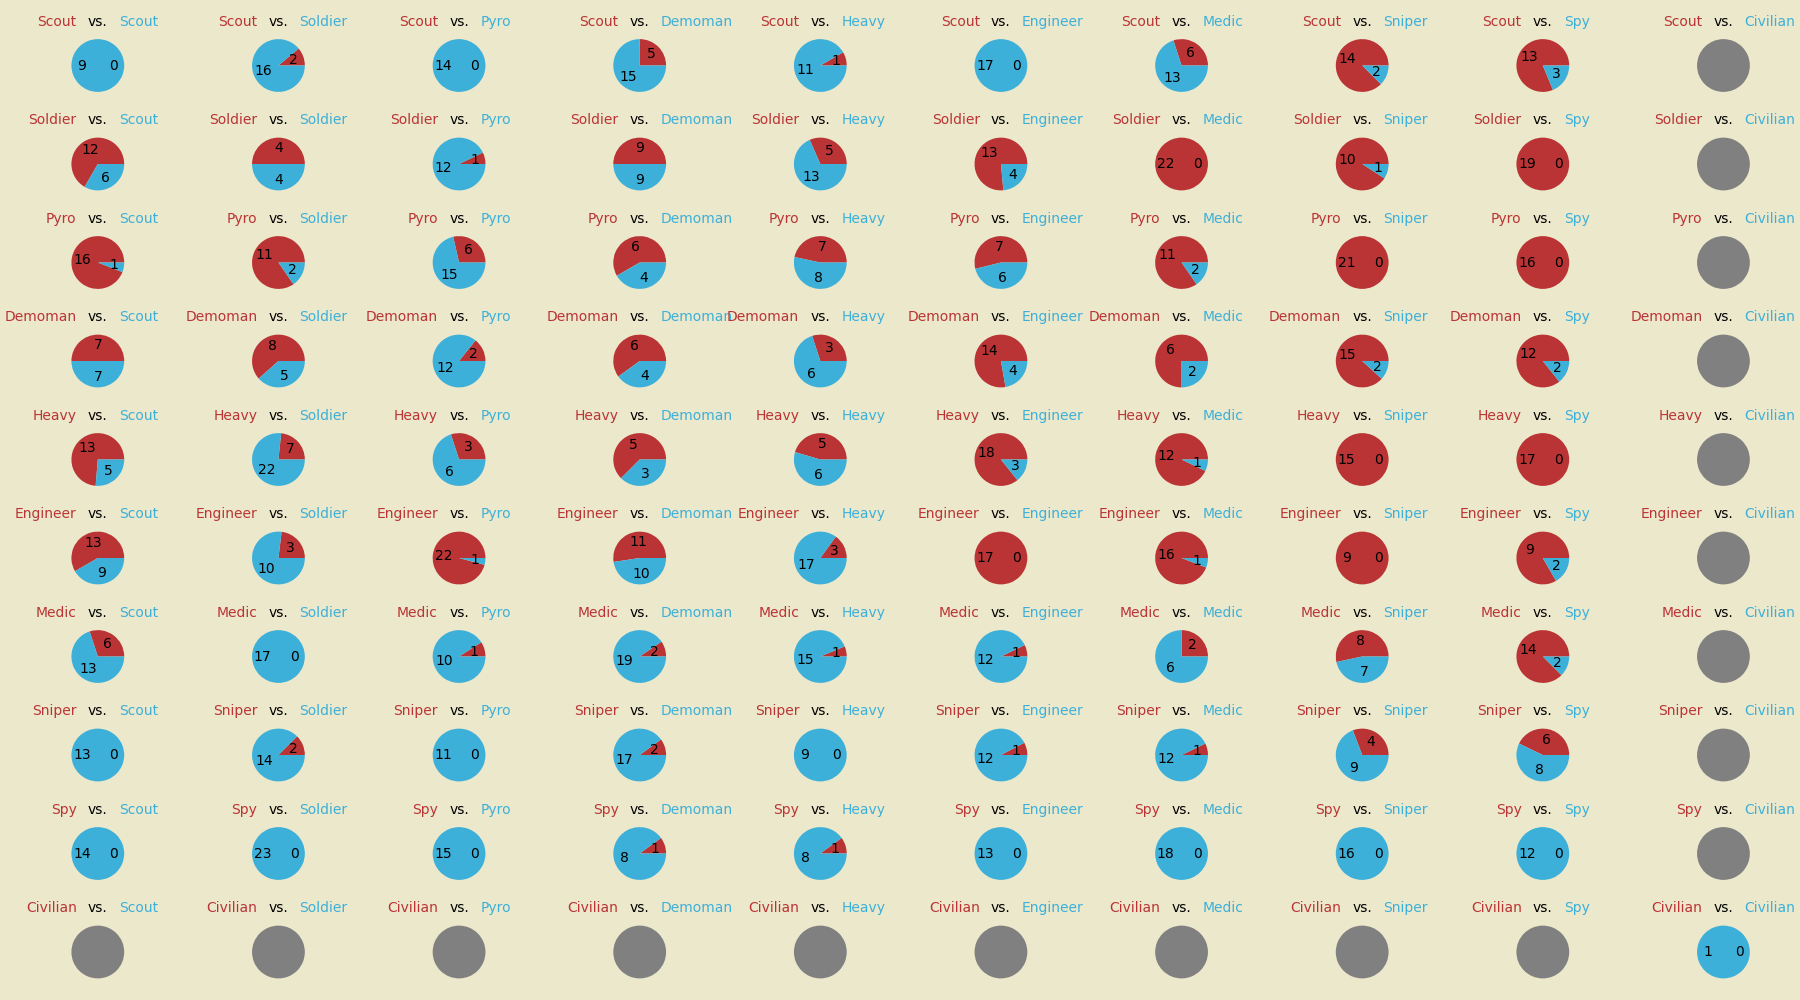 Scout vs. Scout Scout vs. Soldier Scout vs. Pyro Scout vs. Demoman Scout vs. Heavy Scout vs. Engineer Scout vs. Medic Scout vs. Sniper Scout vs. Spy Scout vs. Civilian
9 0 16 2 14 0 15 5 11 1 17 0 13 6 14 2 13 3
Soldier vs. Scout Soldier vs. Soldier Soldier vs. Pyro Soldier vs. Demoman Soldier vs. Heavy Soldier vs. Engineer Soldier vs. Medic Soldier vs. Sniper Soldier vs. Spy Soldier vs. Civilian
12 6 4 4 12 1 9 9 13 5 13 4 22 0 10 1 19 0
Pyro vs. Scout Pyro vs. Soldier Pyro vs. Pyro Pyro vs. Demoman Pyro vs. Heavy Pyro vs. Engineer Pyro vs. Medic Pyro vs. Sniper Pyro vs. Spy Pyro vs. Civilian
16 1 11 2 15 6 6 4 7 8 7 6 11 2 21 0 16 0
Demoman vs. Scout Demoman vs. Soldier Demoman vs. Pyro Demoman vs. Demoman Demoman vs. Heavy Demoman vs. Engineer Demoman vs. Medic Demoman vs. Sniper Demoman vs. Spy Demoman vs. Civilian
7 7 8 5 12 2 6 4 6 3 14 4 6 2 15 2 12 2
Heavy vs. Scout Heavy vs. Soldier Heavy vs. Pyro Heavy vs. Demoman Heavy vs. Heavy Heavy vs. Engineer Heavy vs. Medic Heavy vs. Sniper Heavy vs. Spy Heavy vs. Civilian
13 5 22 7 6 3 5 3 5 6 18 3 12 1 15 0 17 0
Engineer vs. Scout Engineer vs. Soldier Engineer vs. Pyro Engineer vs. Demoman Engineer vs. Heavy Engineer vs. Engineer Engineer vs. Medic Engineer vs. Sniper Engineer vs. Spy Engineer vs. Civilian
13 9 10 3 22 1 11 10 17 3 17 0 16 1 9 0 9 2
Medic vs. Scout Medic vs. Soldier Medic vs. Pyro Medic vs. Demoman Medic vs. Heavy Medic vs. Engineer Medic vs. Medic Medic vs. Sniper Medic vs. Spy Medic vs. Civilian
13 6 17 0 10 1 19 2 15 1 12 1 6 2 8 7 14 2
Sniper vs. Scout Sniper vs. Soldier Sniper vs. Pyro Sniper vs. Demoman Sniper vs. Heavy Sniper vs. Engineer Sniper vs. Medic Sniper vs. Sniper Sniper vs. Spy Sniper vs. Civilian
13 0 14 2 11 0 17 2 9 0 12 1 12 1 9 4 6 8
Spy vs. Scout Spy vs. Soldier Spy vs. Pyro Spy vs. Demoman Spy vs. Heavy Spy vs. Engineer Spy vs. Medic Spy vs. Sniper Spy vs. Spy Spy vs. Civilian
14 0 23 0 15 0 8 1 8 1 13 0 18 0 16 0 12 0
Civilian vs. Scout Civilian vs. Soldier Civilian vs. Pyro Civilian vs. Demoman Civilian vs. Heavy Civilian vs. Engineer Civilian vs. Medic Civilian vs. Sniper Civilian vs. Spy Civilian vs. Civilian
1 0